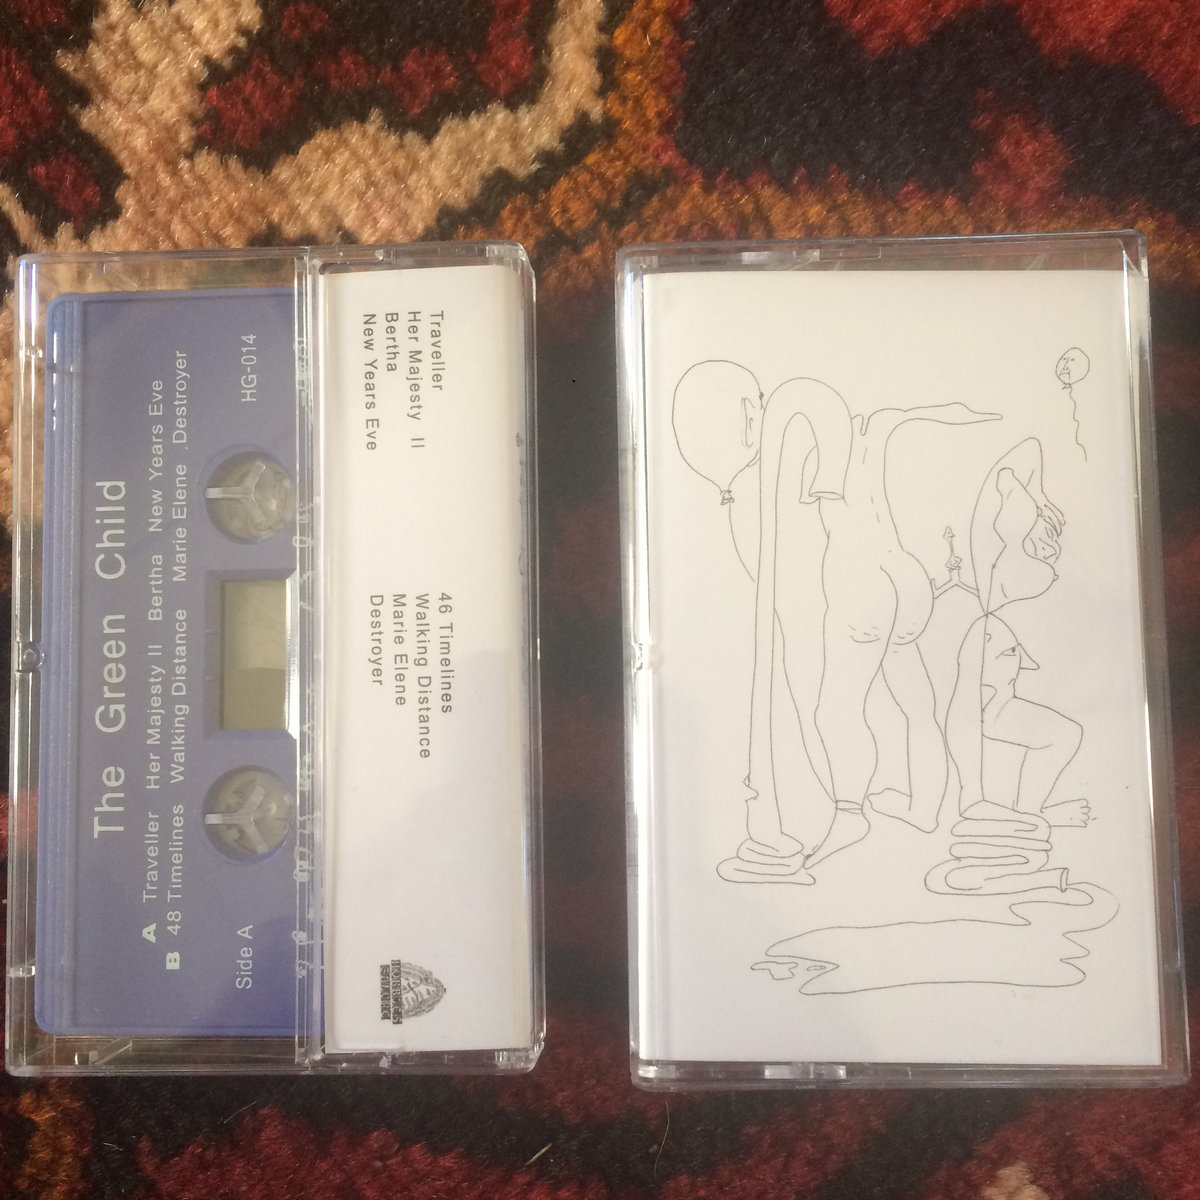 The Green Child
A Traveller Her Majesty II Bertha New Years Eve
B 48 Timelines Walking Distance Marie Elene , Destroyer
Side A
HG-014
Traveller
Her Majesty II
Bertha
New Years Eve
46 Timelines
Walking Distance
Marie Elene
Destroyer